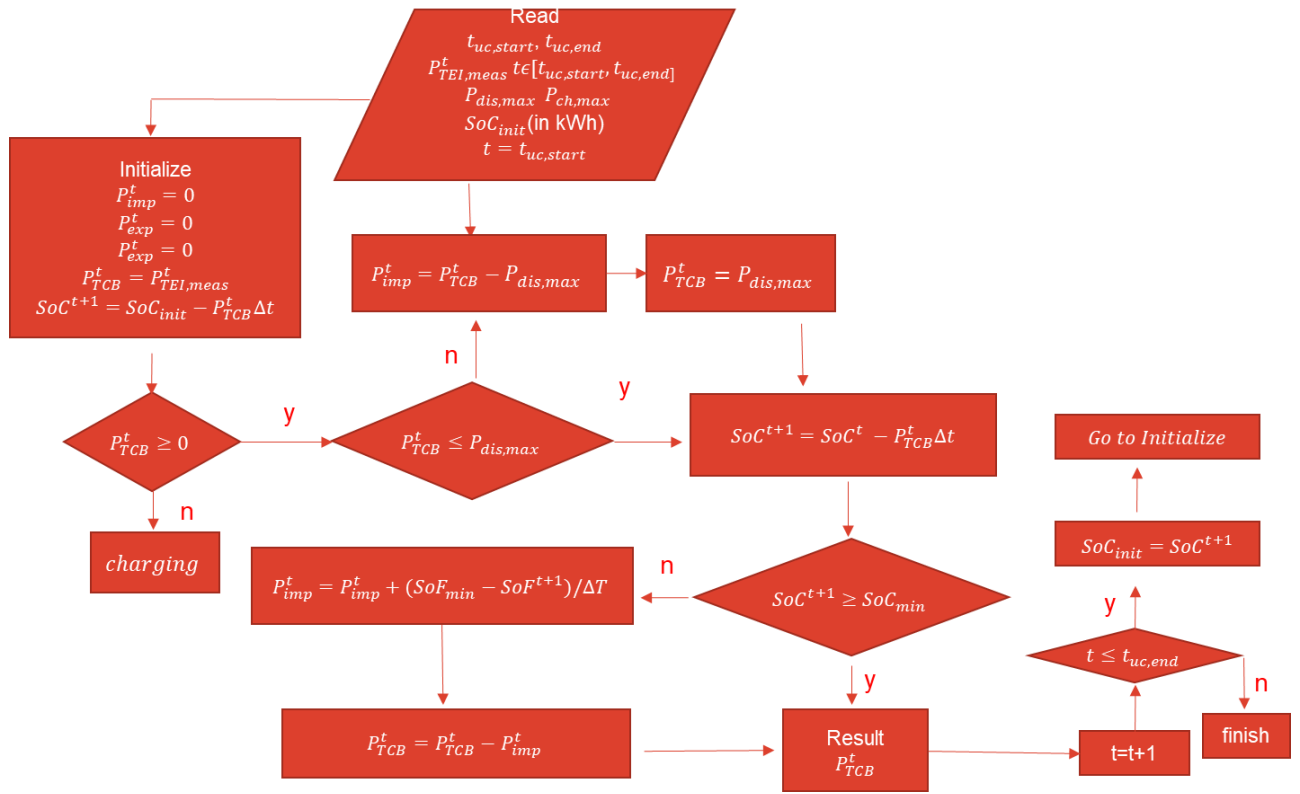 Read
t_{uc,start}, t_{uc,end}
P^t_{TEI,meas} tϵ[t_{uc,start}, t_{uc,end}]
P_{dis,max} P_{ch,max}
SoC_{init}(in kWh)
t = t_{uc,start}
Initialize
P^t_{imp} = 0
P^t_{exp} = 0
P^t_{exp} = 0
P^t_{TCB} = P^t_{TEI,meas}
SoC^{t+1} = SoC_{init} − P^t_{TCB}Δt
P^t_{imp} = P^t_{TCB} − P_{dis,max}
P^t_{TCB} = P_{dis,max}
n
y
y
P^t_{TCB} ≥ 0
P^t_{TCB} ≤ P_{dis,max}
SoC^{t+1} = SoC^t − P^t_{TCB}Δt
Go to Initialize
n
charging
SoC_{init} = SoC^{t+1}
n
P^t_{imp} = P^t_{imp} + (SoF_{min} − SoF^{t+1})/ΔT
SoC^{t+1} ≥ SoC_{min}
y
t ≤ t_{uc,end}
y
n
P^t_{TCB} = P^t_{TCB} − P^t_{imp}
Result
P^t_{TCB}
t=t+1
finish